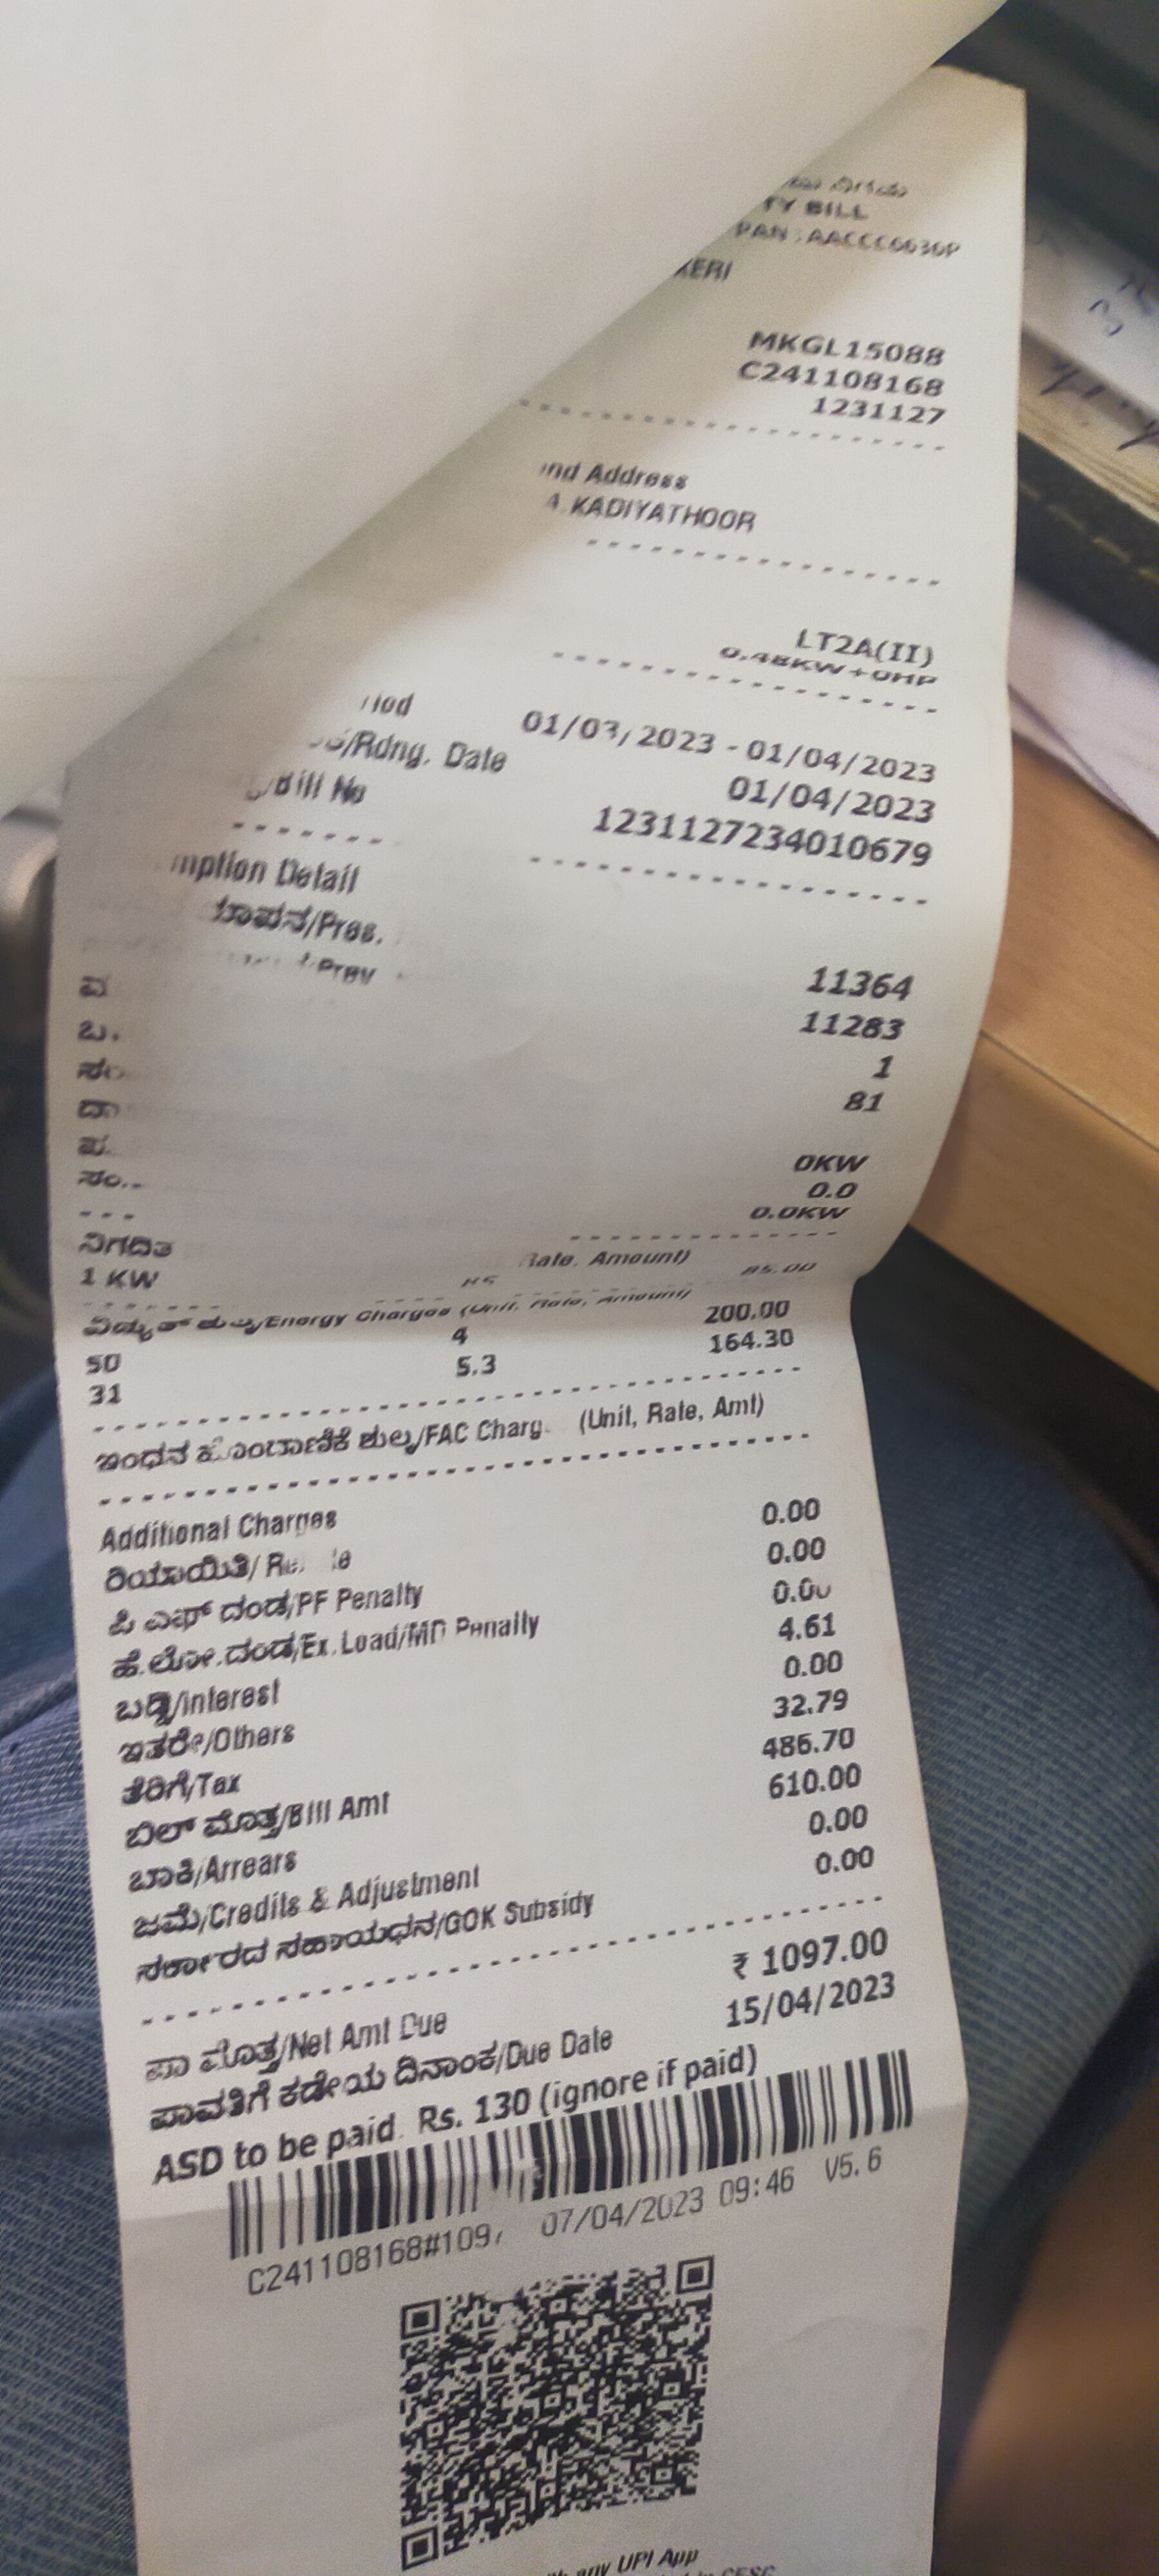 TY BILL
PAN : AACCC6636P
KERI
MKGL15088
C241108168
1231127
Address
KADIYATHOOR
LT2A(II)
0.48KW+0HP
01/03/2023 - 01/04/2023
/Rdng. Date 01/04/2023
/Bill No 1231127234010679
Detail
/Pres. 11364
/Prev 11283
1
81
0KW
0.0
0.0KW
ನಿಗದಿತ Rate, Amount)
1 KW 85 85.00
ವಿದ್ಯುತ್ ಶುಲ್ಕ/Energy Charges (Unit, Rate, Amount)
50 4 200.00
31 5.3 164.30
ಇಂಧನ ಹೊಂದಾಣಿಕೆ ಶುಲ್ಕ/FAC (Unit, Rate, Amt)
Additional Charges 0.00
ರಿಯಾಯಿತಿ/ 0.00
ಪಿ ಎಫ್ ದಂಡ/PF Penalty 0.00
ಹೆ.ಲೋ.ದಂಡ/Ex.Load/MD Penalty 4.61
ಬಡ್ಡಿ/Interest 0.00
ಇತರೇ/Others 32.79
ತೆರಿಗೆ/Tax 486.70
ಬಿಲ್ ಮೊತ್ತ/Bill Amt 610.00
ಬಾಕಿ/Arrears 0.00
ಜಮೆ/Credits & Adjustment 0.00
ಸರ್ಕಾರದ ಸಹಾಯಧನ/GOK Subsidy
ಪಾ ಮೊತ್ತ/Net Amt Due ₹ 1097.00
ಪಾವತಿಗೆ ಕಡೇಯ ದಿನಾಂಕ/Due Date 15/04/2023
ASD to be paid. Rs. 130 (ignore if paid)
C241108168#109 07/04/2023 09:46 V5.6
any UPI App
CESC